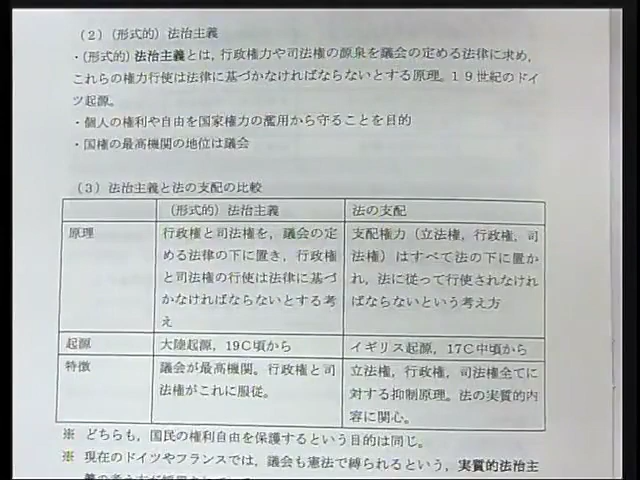 （２）（形式的）法治主義
・（形式的）法治主義とは，行政権力や司法権の源泉を議会の定める法律に求め，
これらの権力行使は法律に基づかなければならないとする原理。１９世紀のドイ
ツ起源。
・個人の権利や自由を国家権力の濫用から守ることを目的
・国権の最高機関の地位は議会
（３）法治主義と法の支配の比較
（形式的）法治主義
法の支配
原理
行政権と司法権を，議会の定
める法律の下に置き，行政権
と司法権の行使は法律に基づ
かなければならないとする考
え
支配権力（立法権，行政権，司
法権）はすべて法の下に置か
れ，法に従って行使されなけれ
ばならないという考え方
起源
大陸起源，19C頃から
イギリス起源，17C中頃から
特徴
議会が最高機関。行政権と司
法権がこれに服従。
立法権，行政権，司法権全てに
対する抑制原理。法の実質的内
容に関心。
※ どちらも，国民の権利自由を保護するという目的は同じ。
※ 現在のドイツやフランスでは，議会も憲法で縛られるという，実質的法治主